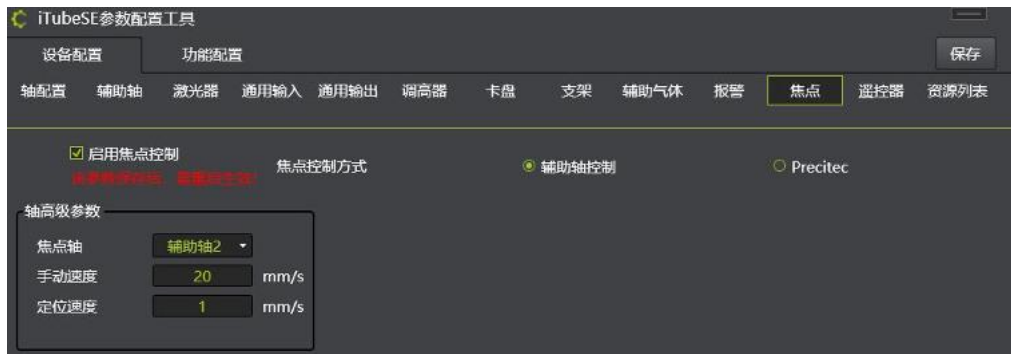 iTubeSE参数配置工具
设备配置 功能配置 保存
轴配置 辅助轴 激光器 通用输入 通用输出 调高器 卡盘 支架 辅助气体 报警 焦点 遥控器 资源列表
启用焦点控制 焦点控制方式 辅助轴控制 Precitec
轴高级参数
焦点轴 辅助轴2
手动速度 20 mm/s
定位速度 1 mm/s